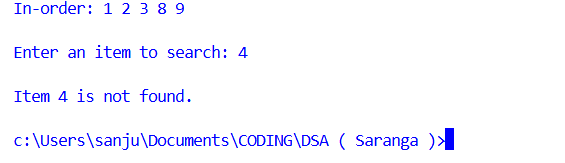 In-order: 1 2 3 8 9
Enter an item to search: 4
Item 4 is not found.
c:\Users\sanju\Documents\CODING\DSA ( Saranga )>